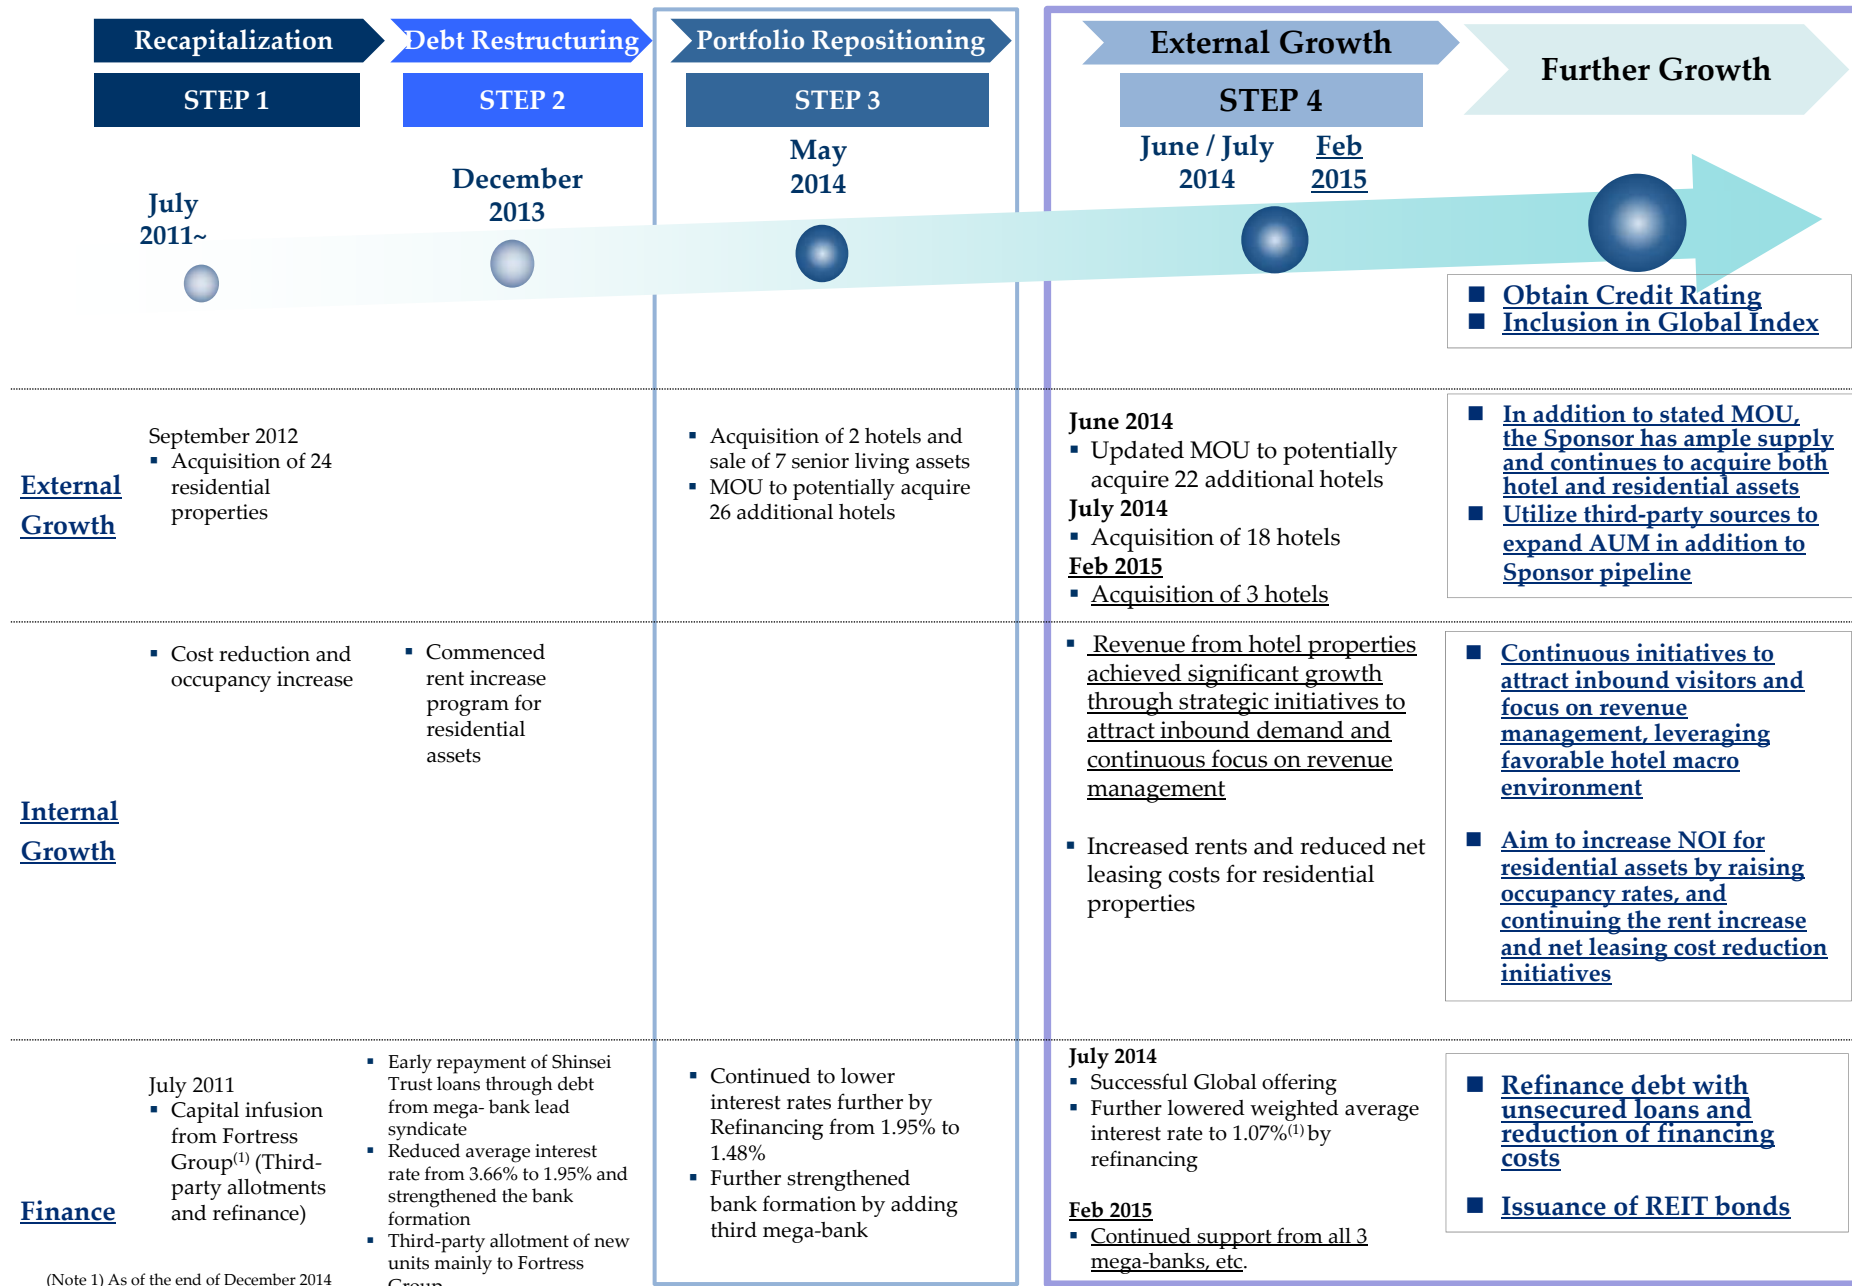 Recapitalization
Debt Restructuring
Portfolio Repositioning
External Growth
Further Growth
STEP 1
STEP 2
STEP 3
STEP 4
July
2011~
December
2013
May
2014
June / July
2014
Feb
2015
■ Obtain Credit Rating
■ Inclusion in Global Index
External
Growth
September 2012
▪ Acquisition of 24
residential
properties
▪ Acquisition of 2 hotels and
sale of 7 senior living assets
▪ MOU to potentially acquire
26 additional hotels
June 2014
▪ Updated MOU to potentially
acquire 22 additional hotels
July 2014
▪ Acquisition of 18 hotels
Feb 2015
▪ Acquisition of 3 hotels
■ In addition to stated MOU,
the Sponsor has ample supply
and continues to acquire both
hotel and residential assets
■ Utilize third-party sources to
expand AUM in addition to
Sponsor pipeline
Internal
Growth
▪ Cost reduction and
occupancy increase
▪ Commenced
rent increase
program for
residential
assets
▪ Revenue from hotel properties
achieved significant growth
through strategic initiatives to
attract inbound demand and
continuous focus on revenue
management
▪ Increased rents and reduced net
leasing costs for residential
properties
■ Continuous initiatives to
attract inbound visitors and
focus on revenue
management, leveraging
favorable hotel macro
environment
■ Aim to increase NOI for
residential assets by raising
occupancy rates, and
continuing the rent increase
and net leasing cost reduction
initiatives
Finance
July 2011
▪ Capital infusion
from Fortress
Group(1) (Third-
party allotments
and refinance)
▪ Early repayment of Shinsei
Trust loans through debt
from mega- bank lead
syndicate
▪ Reduced average interest
rate from 3.66% to 1.95% and
strengthened the bank
formation
▪ Third-party allotment of new
units mainly to Fortress
Group
▪ Continued to lower
interest rates further by
Refinancing from 1.95% to
1.48%
▪ Further strengthened
bank formation by adding
third mega-bank
July 2014
▪ Successful Global offering
▪ Further lowered weighted average
interest rate to 1.07%(1) by
refinancing
Feb 2015
▪ Continued support from all 3
mega-banks, etc.
■ Refinance debt with
unsecured loans and
reduction of financing
costs
■ Issuance of REIT bonds
(Note 1) As of the end of December 2014